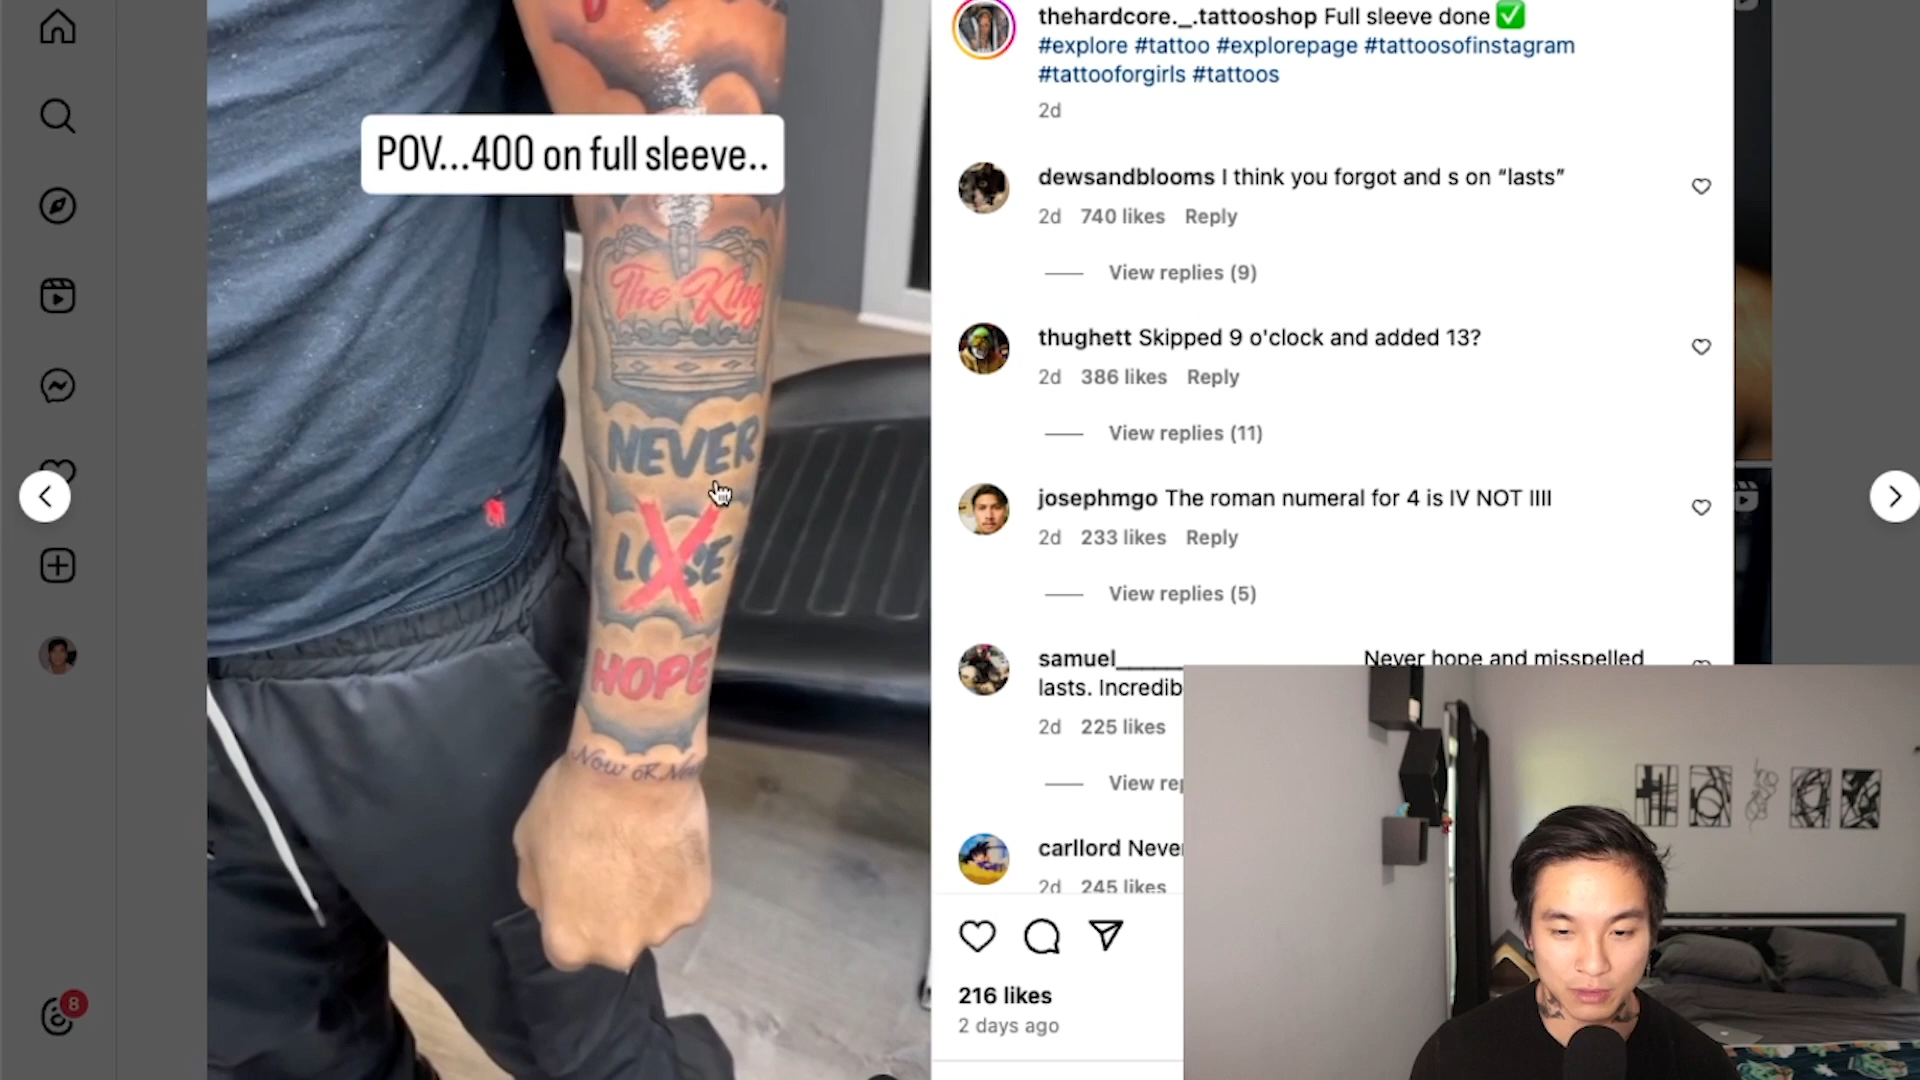 POV...400 on full sleeve..
The King
NEVER
LOSE
HOPE
Now OR
thehardcore._.tattooshop Full sleeve done
#explore #tattoo #explorepage #tattoosofinstagram
#tattooforgirls #tattoos
2d
dewsandblooms I think you forgot and s on “lasts”
2d 740 likes Reply
View replies (9)
thughett Skipped 9 o'clock and added 13?
2d 386 likes Reply
View replies (11)
josephmgo The roman numeral for 4 is IV NOT IIII
2d 233 likes Reply
View replies (5)
samuel_____ Never hope and misspelled
lasts.
2d 225 likes
View
carllord
2d 245 likes
216 likes
2 days ago
8